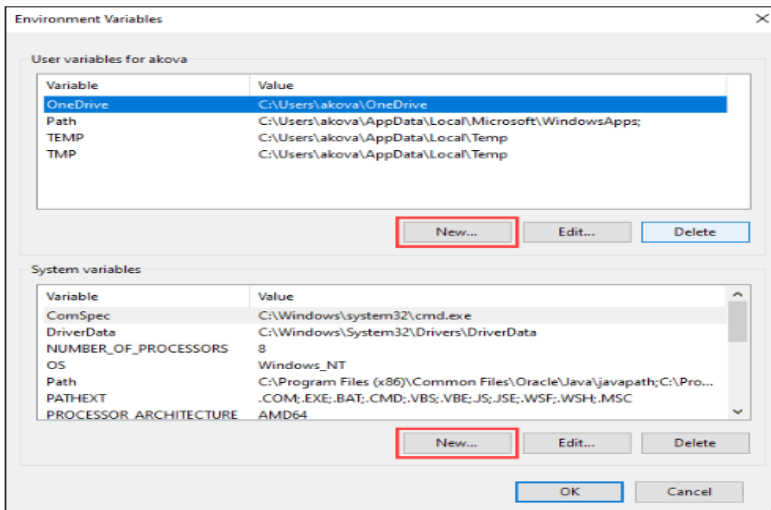 Environment Variables
User variables for akova
Variable Value
OneDrive C:\Users\akova\OneDrive
Path C:\Users\akova\AppData\Local\Microsoft\WindowsApps;
TEMP C:\Users\akova\AppData\Local\Temp
TMP C:\Users\akova\AppData\Local\Temp
New... Edit... Delete
System variables
Variable Value
ComSpec C:\Windows\system32\cmd.exe
DriverData C:\Windows\System32\Drivers\DriverData
NUMBER_OF_PROCESSORS 8
OS Windows_NT
Path C:\Program Files (x86)\Common Files\Oracle\Java\javapath;C:\Pro...
PATHEXT .COM;.EXE;.BAT;.CMD;.VBS;.VBE;.JS;.JSE;.WSF;.WSH;.MSC
PROCESSOR_ARCHITECTURE AMD64
New... Edit... Delete
OK Cancel